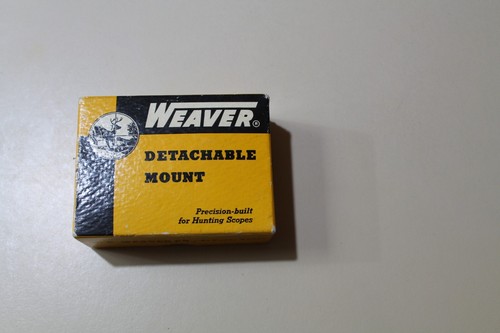 WEAVER®
DETACHABLE
MOUNT
Precision-built
for Hunting Scopes